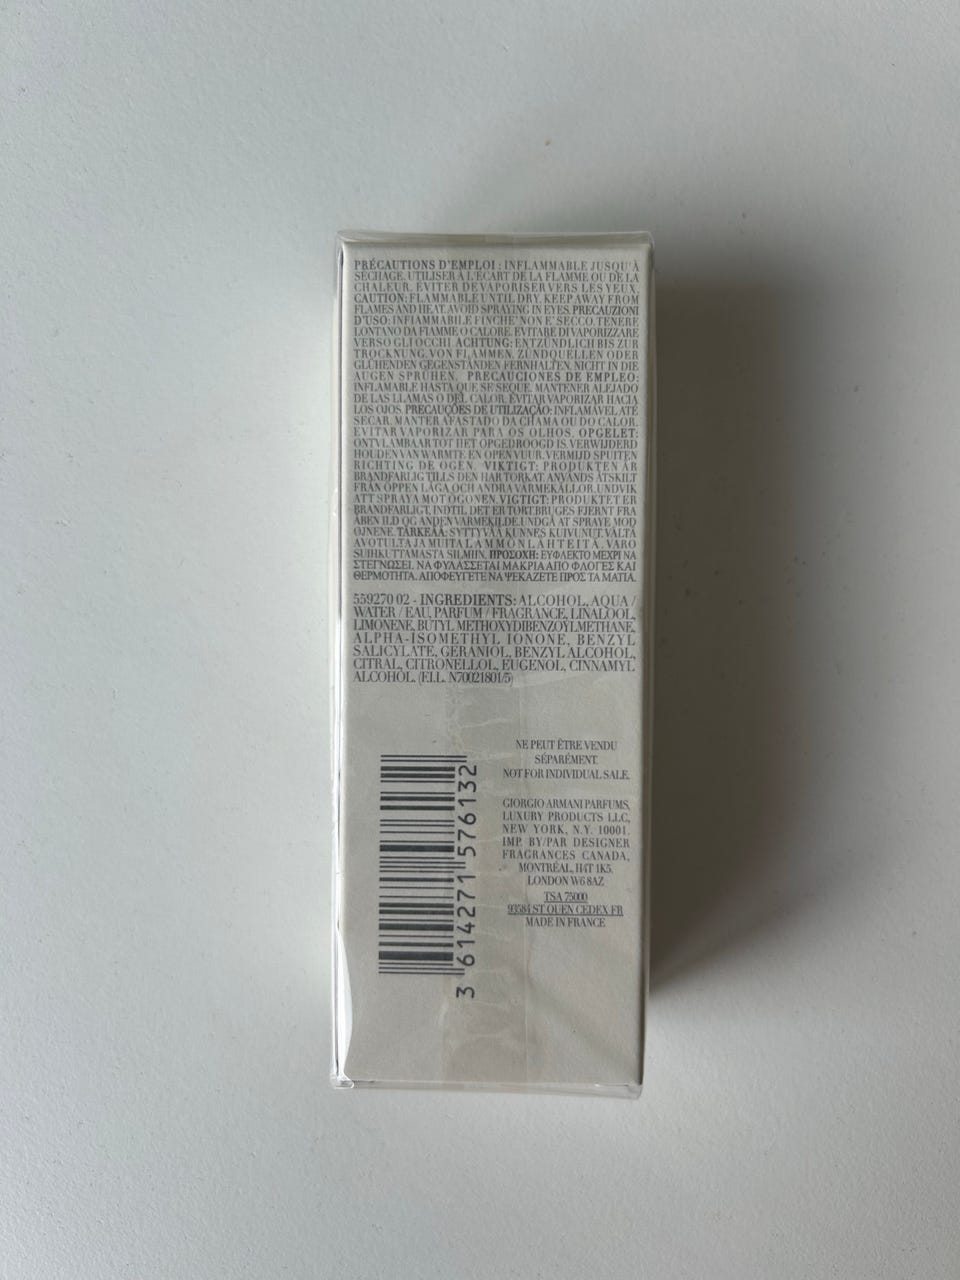 PRÉCAUTIONS D'EMPLOI : INFLAMMABLE JUSQU'À
SECHAGE. UTILISER A L'ÉCART DE LA FLAMME OU DE LA
CHALEUR. ÉVITER DE VAPORISER VERS LES YEUX.
CAUTION: FLAMMABLE UNTIL DRY. KEEP AWAY FROM
FLAMES AND HEAT. AVOID SPRAYING IN EYES. PRECAUZIONI
D'USO: INFIAMMABILE FINCHE' NON E' SECCO. TENERE
LONTANO DA FIAMME O CALORE. EVITARE DI VAPORIZZARE
VERSO GLI OCCHI. ACHTUNG: ENTZÜNDLICH BIS ZUR
TROCKNUNG. VON FLAMMEN, ZÜNDQUELLEN ODER
GLÜHENDEN GEGENSTÄNDEN FERNHALTEN. NICHT IN DIE
AUGEN SPRÜHEN. PRECAUCIONES DE EMPLEO:
INFLAMABLE HASTA QUE SE SEQUE. MANTENER ALEJADO
DE LAS LLAMAS O DEL CALOR. EVITAR VAPORIZAR HACIA
LOS OJOS. PRECAUÇÕES DE UTILIZAÇÃO: INFLAMÁVEL ATÉ
SECAR. MANTER AFASTADO DA CHAMA OU DO CALOR.
EVITAR VAPORIZAR PARA OS OLHOS. OPGELET:
ONTVLAMBAAR TOT HET OPGEDROOGD IS. VERWIJDERD
HOUDEN VAN WARMTE EN OPEN VUUR. VERMIJD SPUITEN
RICHTING DE OGEN. VIKTIGT: PRODUKTEN ÄR
BRANDFARLIG TILLS DEN HAR TORKAT. ANVÄNDS ÅTSKILT
FRÅN ÖPPEN LÅGA OCH ANDRA VÄRMEKÄLLOR. UNDVIK
ATT SPRAYA MOT ÖGONEN. VIGTIGT: PRODUKTET ER
BRANDFARLIGT, INDTIL DET ER TØRT. BRUGES FJERNT FRA
ÅBEN ILD OG ANDEN VARMEKILDE. UNDGÅ AT SPRAYE MOD
ØJNENE. TÄRKEÄÄ: SYTTYVÄÄ KUNNES KUIVUNUT. VÄLTÄ
AVOTULTA JA MUITA LÄMMÖNLÄHTEITÄ. VARO
SUIHKUTTAMASTA SILMIIN. ΠΡΟΣΟΧΗ: ΕΥΦΛΕΚΤΟ ΜΕΧΡΙ ΝΑ
ΣΤΕΓΝΩΣΕΙ. ΝΑ ΦΥΛΑΣΣΕΤΑΙ ΜΑΚΡΙΑ ΑΠΟ ΦΛΟΓΕΣ ΚΑΙ
ΘΕΡΜΟΤΗΤΑ. ΑΠΟΦΕΥΓΕΤΕ ΝΑ ΨΕΚΑΖΕΤΕ ΠΡΟΣ ΤΑ ΜΑΤΙΑ.
559270 02 - INGREDIENTS: ALCOHOL, AQUA /
WATER / EAU, PARFUM / FRAGRANCE, LINALOOL,
LIMONENE, BUTYL METHOXYDIBENZOYLMETHANE,
ALPHA-ISOMETHYL IONONE, BENZYL
SALICYLATE, GERANIOL, BENZYL ALCOHOL,
CITRAL, CITRONELLOL, EUGENOL, CINNAMYL
ALCOHOL. (F.I.L. N70021801/5)
NE PEUT ÊTRE VENDU
SÉPARÉMENT.
NOT FOR INDIVIDUAL SALE.
GIORGIO ARMANI PARFUMS,
LUXURY PRODUCTS LLC,
NEW YORK, N.Y. 10001.
IMP. BY/PAR DESIGNER
FRAGRANCES CANADA,
MONTRÉAL, H4T 1K5.
LONDON W6 8AZ
TSA 75000
93584 ST OUEN CEDEX-FR
MADE IN FRANCE
3 614271 576132